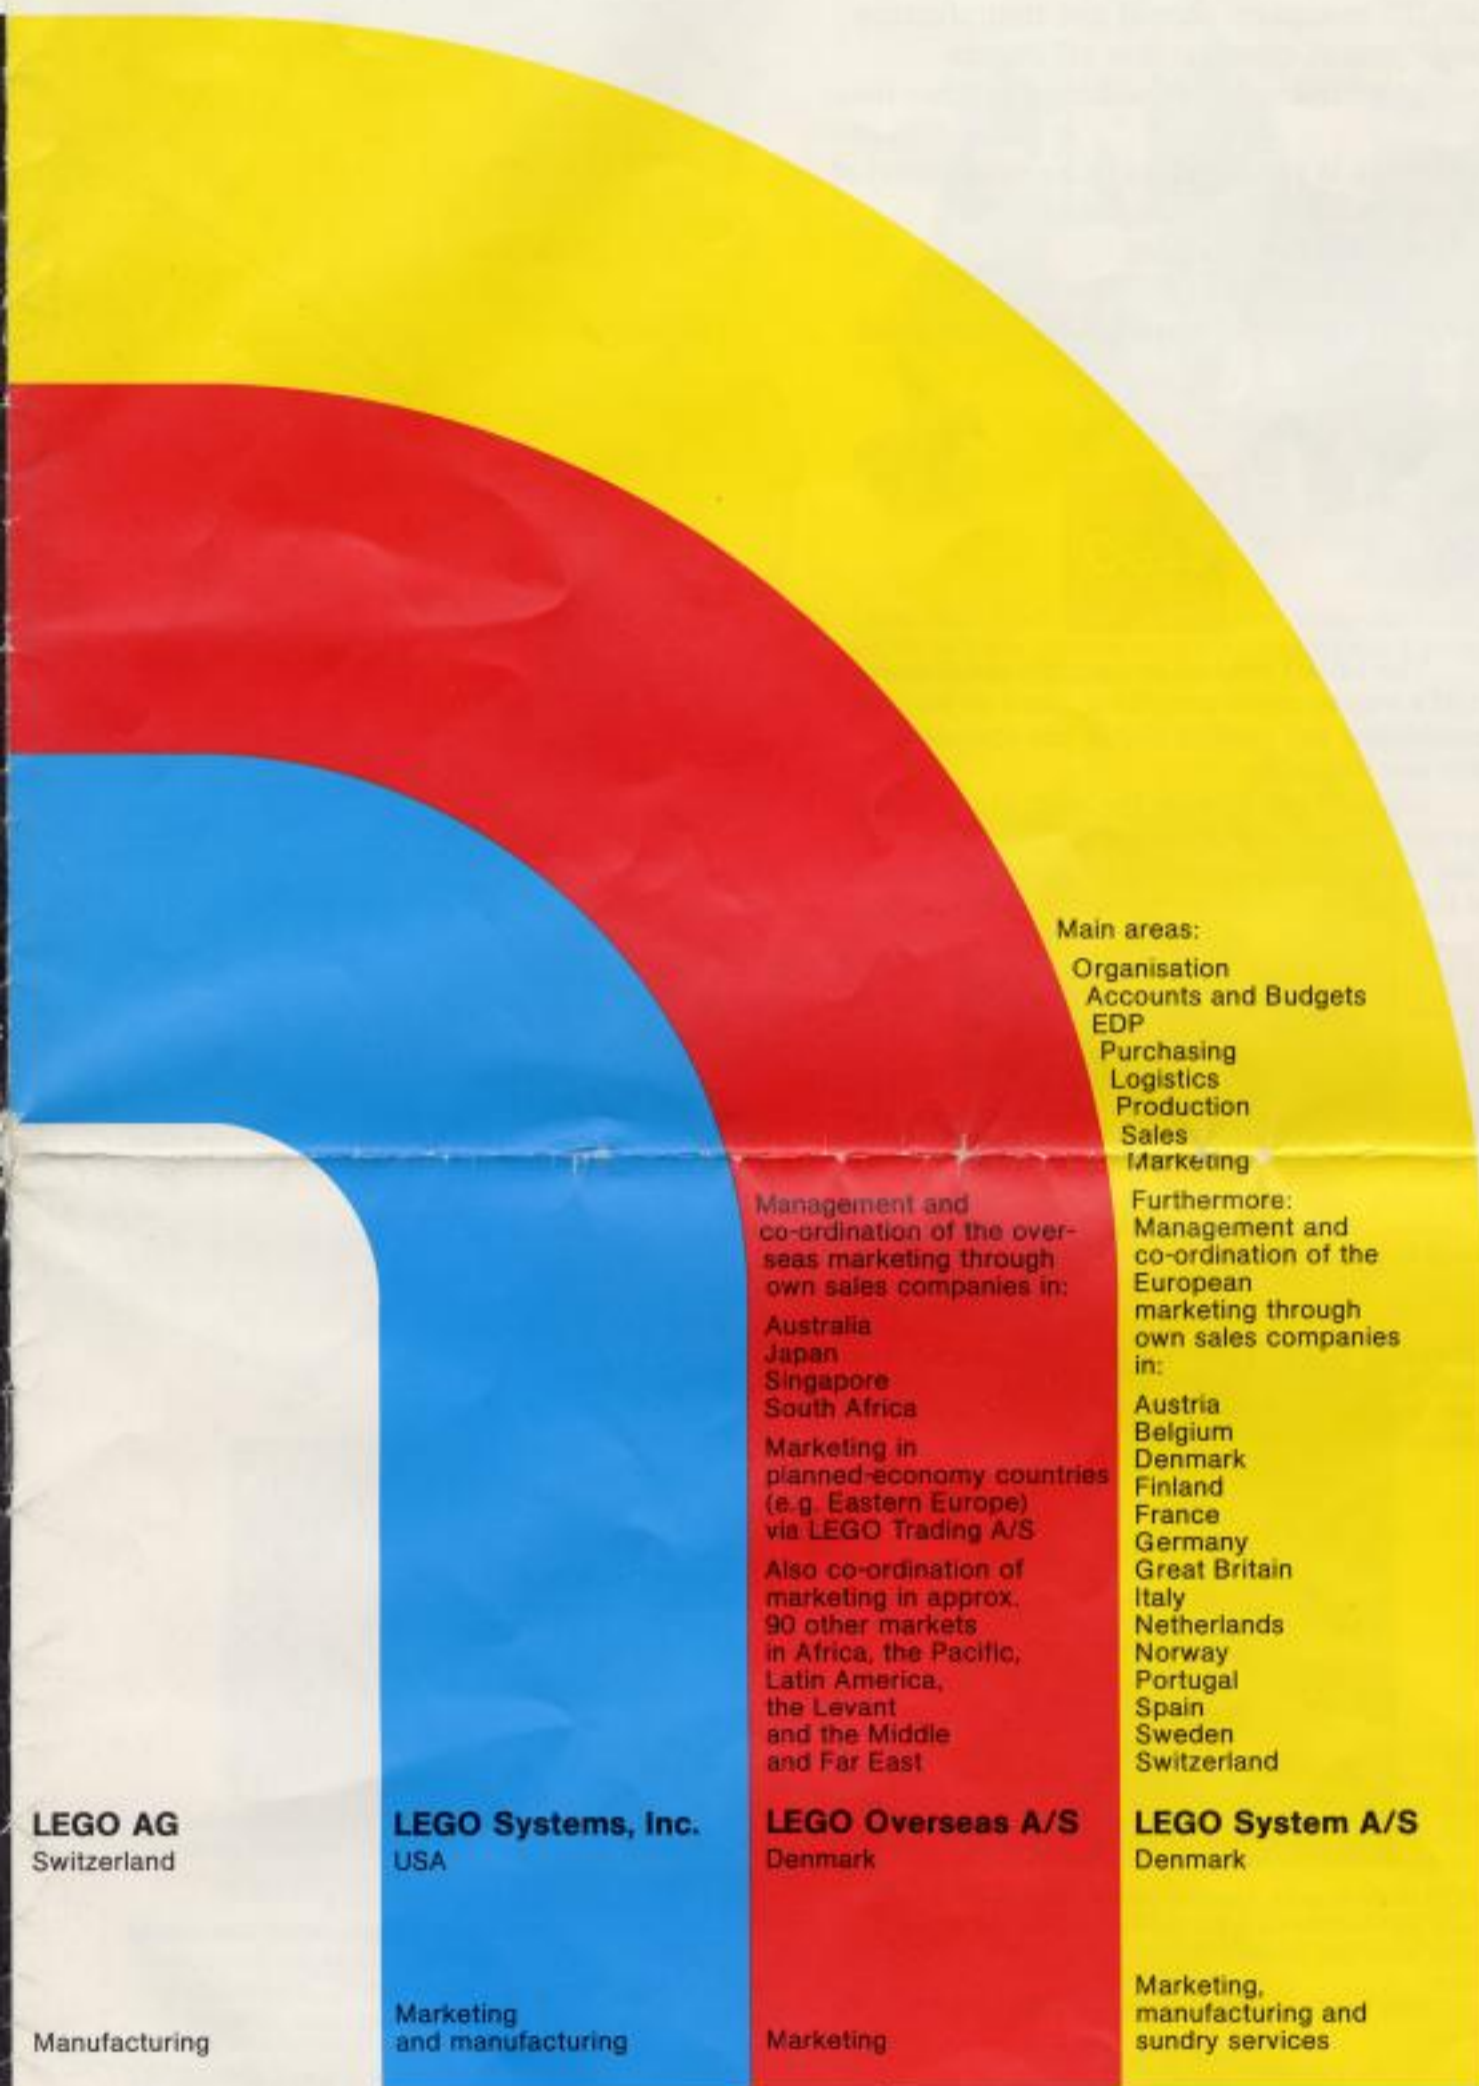 Main areas:
Organisation
Accounts and Budgets
EDP
Purchasing
Logistics
Production
Sales
Marketing
Furthermore:
Management and
co-ordination of the
European
marketing through
own sales companies
in:
Austria
Belgium
Denmark
Finland
France
Germany
Great Britain
Italy
Netherlands
Norway
Portugal
Spain
Sweden
Switzerland
Management and
co-ordination of the over-
seas marketing through
own sales companies in:
Australia
Japan
Singapore
South Africa
Marketing in
planned-economy countries
(e.g. Eastern Europe)
via LEGO Trading A/S
Also co-ordination of
marketing in approx.
90 other markets
in Africa, the Pacific,
Latin America,
the Levant
and the Middle
and Far East
LEGO AG
Switzerland
Manufacturing
LEGO Systems, Inc.
USA
Marketing
and manufacturing
LEGO Overseas A/S
Denmark
Marketing
LEGO System A/S
Denmark
Marketing,
manufacturing and
sundry services